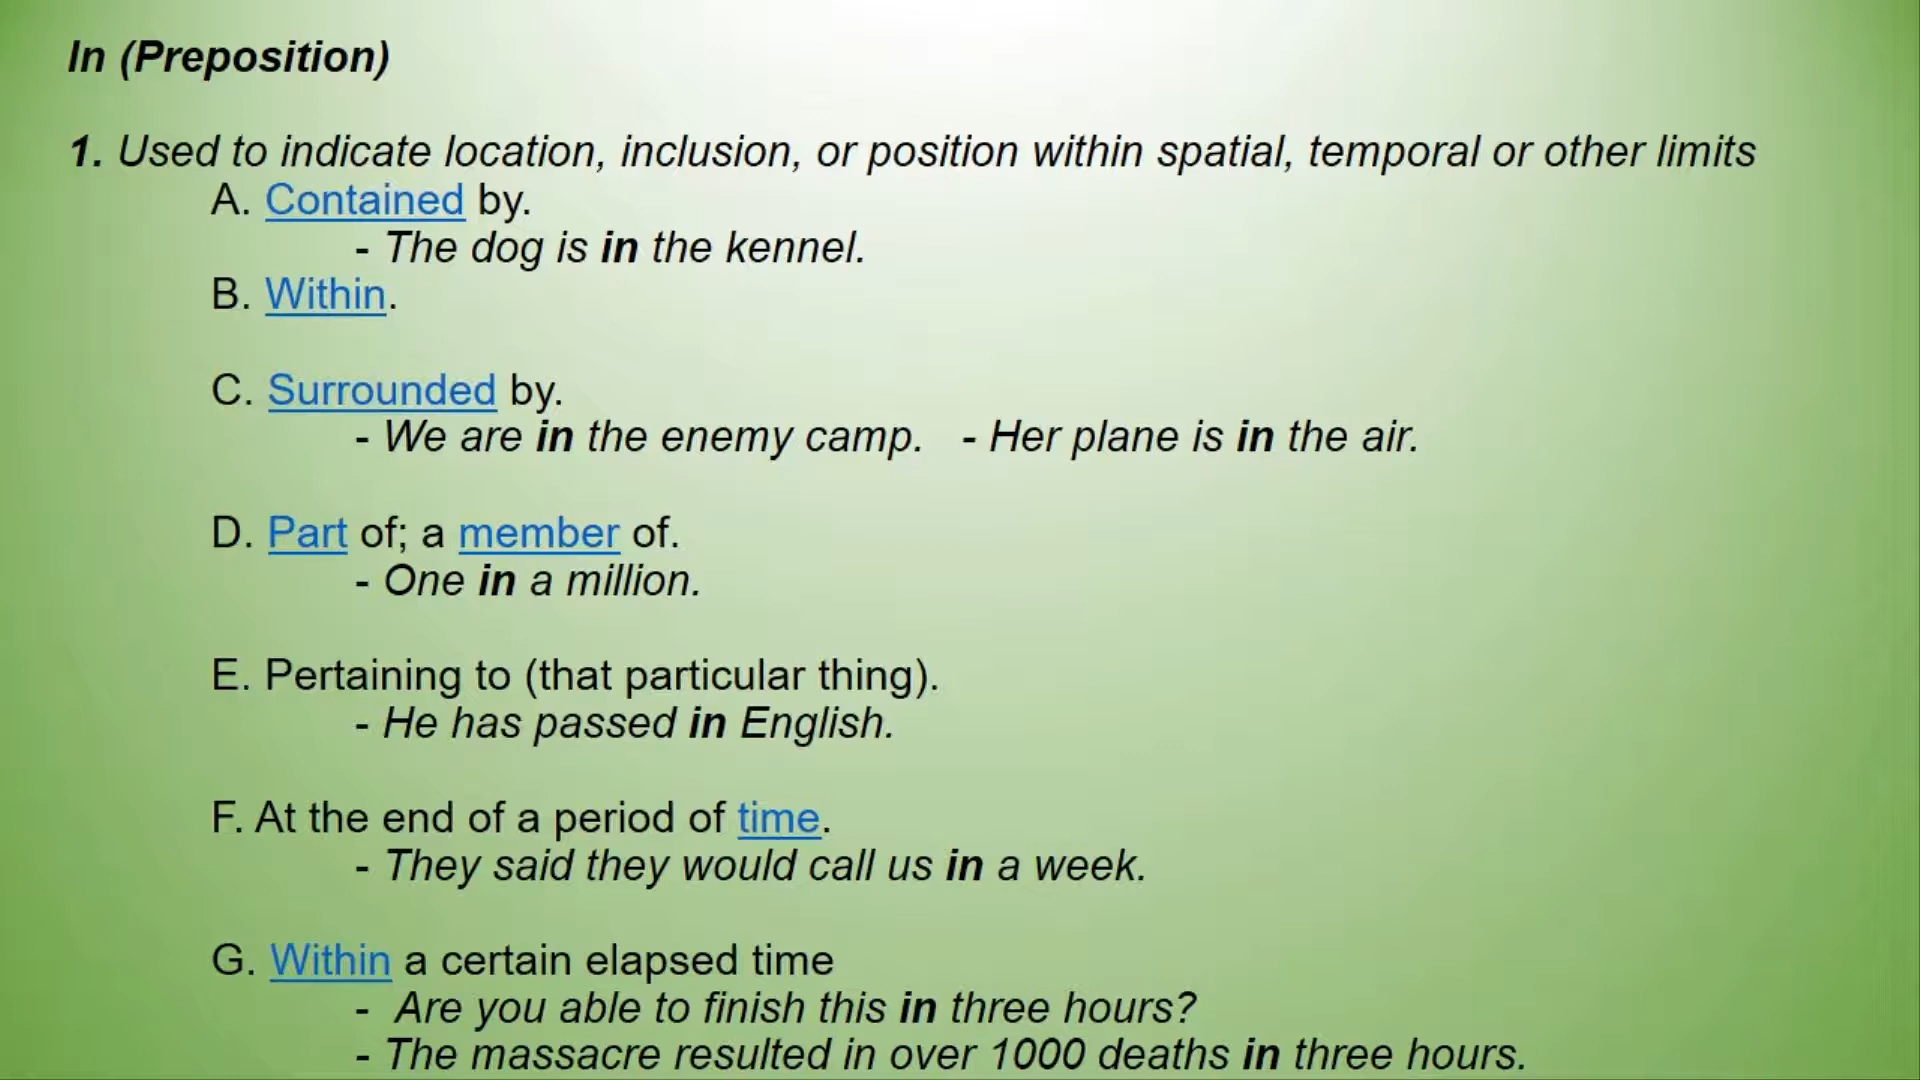 In (Preposition)
1. Used to indicate location, inclusion, or position within spatial, temporal or other limits
A. Contained by.
- The dog is in the kennel.
B. Within.
C. Surrounded by.
- We are in the enemy camp. - Her plane is in the air.
D. Part of; a member of.
- One in a million.
E. Pertaining to (that particular thing).
- He has passed in English.
F. At the end of a period of time.
- They said they would call us in a week.
G. Within a certain elapsed time
- Are you able to finish this in three hours?
- The massacre resulted in over 1000 deaths in three hours.